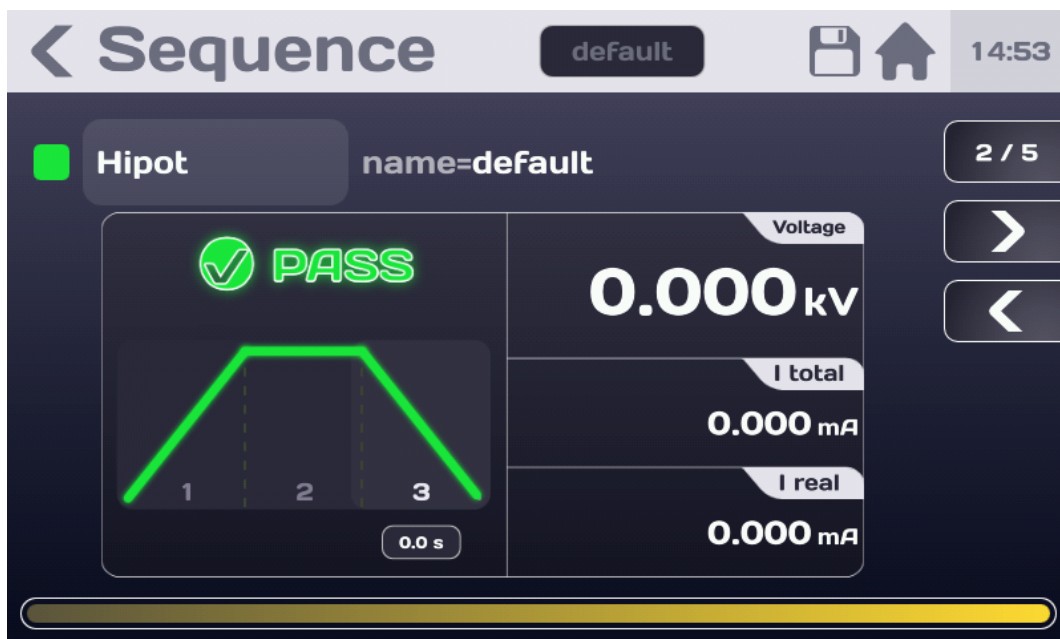 Sequence default 14:53
Hipot name=default 2 / 5
PASS
Voltage
0.000 kV
I total
0.000 mA
I real
0.000 mA
1 2 3
0.0 s